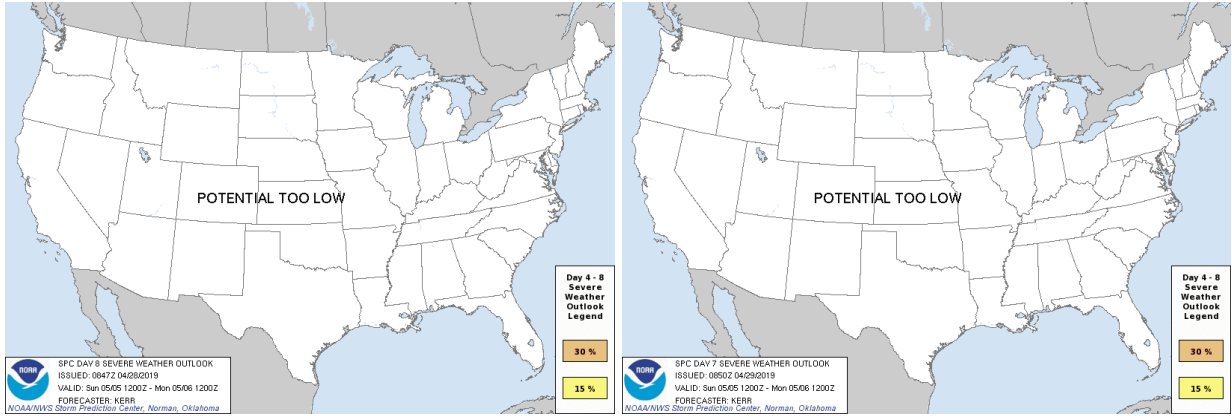 POTENTIAL TOO LOW
Day 4 - 8
Severe
Weather
Outlook
Legend
30 %
15 %
NOAA
SPC DAY 8 SEVERE WEATHER OUTLOOK
ISSUED: 0847Z 04/28/2019
VALID: Sun 05/05 1200Z - Mon 05/06 1200Z
FORECASTER: KERR
NOAA/NWS Storm Prediction Center, Norman, Oklahoma
POTENTIAL TOO LOW
Day 4 - 8
Severe
Weather
Outlook
Legend
30 %
15 %
NOAA
SPC DAY 7 SEVERE WEATHER OUTLOOK
ISSUED: 0850Z 04/29/2019
VALID: Sun 05/05 1200Z - Mon 05/06 1200Z
FORECASTER: KERR
NOAA/NWS Storm Prediction Center, Norman, Oklahoma